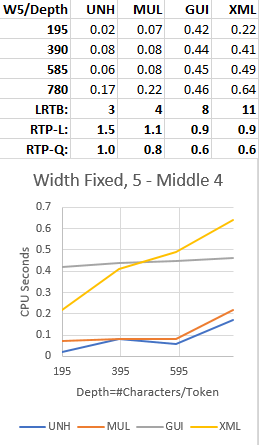 W5/Depth UNH MUL GUI XML
195 0.02 0.07 0.42 0.22
390 0.08 0.08 0.44 0.41
585 0.06 0.08 0.45 0.49
780 0.17 0.22 0.46 0.64
LRTB: 3 4 8 11
RTP-L: 1.5 1.1 0.9 0.9
RTP-Q: 1.0 0.8 0.6 0.6
Width Fixed, 5 - Middle 4
0.7
0.6
0.5
0.4
0.3
0.2
0.1
0
CPU Seconds
195 395 595
Depth=#Characters/Token
UNH MUL GUI XML